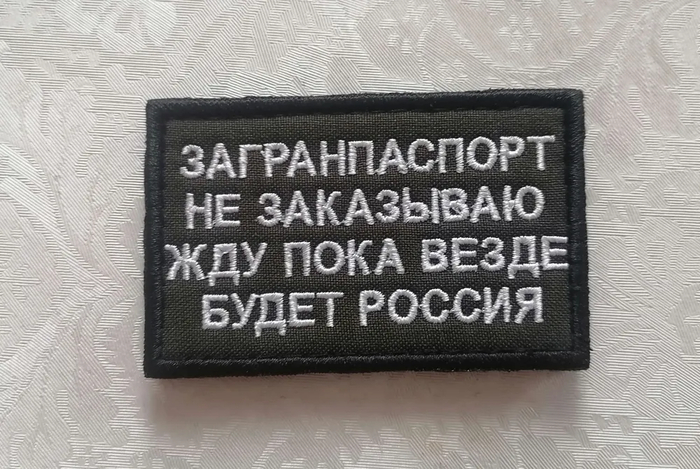 ЗАГРАНПАСПОРТ
НЕ ЗАКАЗЫВАЮ
ЖДУ ПОКА ВЕЗДЕ
БУДЕТ РОССИЯ